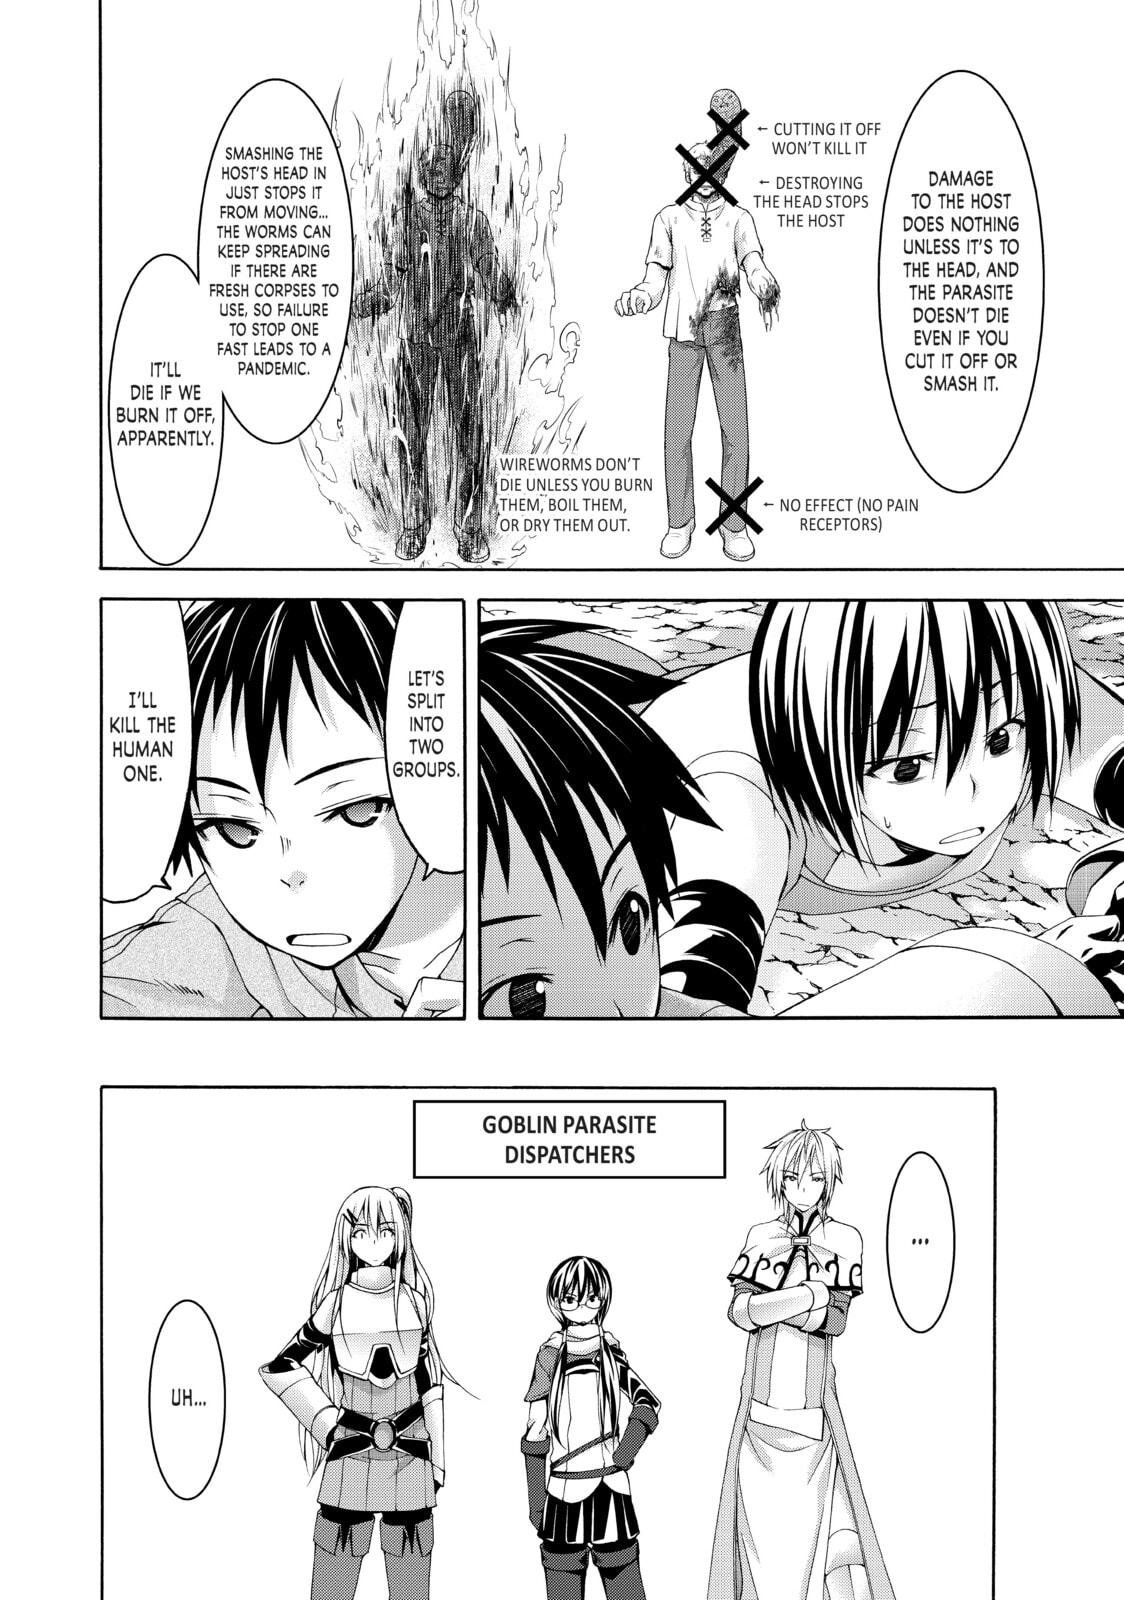 DAMAGE
TO THE HOST
DOES NOTHING
UNLESS IT'S TO
THE HEAD, AND
THE PARASITE
DOESN'T DIE
EVEN IF YOU
CUT IT OFF OR
SMASH IT.
← CUTTING IT OFF
WON'T KILL IT
← DESTROYING
THE HEAD STOPS
THE HOST
← NO EFFECT (NO PAIN
RECEPTORS)
SMASHING THE
HOST'S HEAD IN
JUST STOPS IT
FROM MOVING...
THE WORMS CAN
KEEP SPREADING
IF THERE ARE
FRESH CORPSES TO
USE, SO FAILURE
TO STOP ONE
FAST LEADS TO A
PANDEMIC.
IT'LL
DIE IF WE
BURN IT OFF,
APPARENTLY.
WIREWORMS DON'T
DIE UNLESS YOU BURN
THEM, BOIL THEM,
OR DRY THEM OUT.
LET'S
SPLIT
INTO
TWO
GROUPS.
I'LL
KILL THE
HUMAN
ONE.
GOBLIN PARASITE
DISPATCHERS
...
UH...